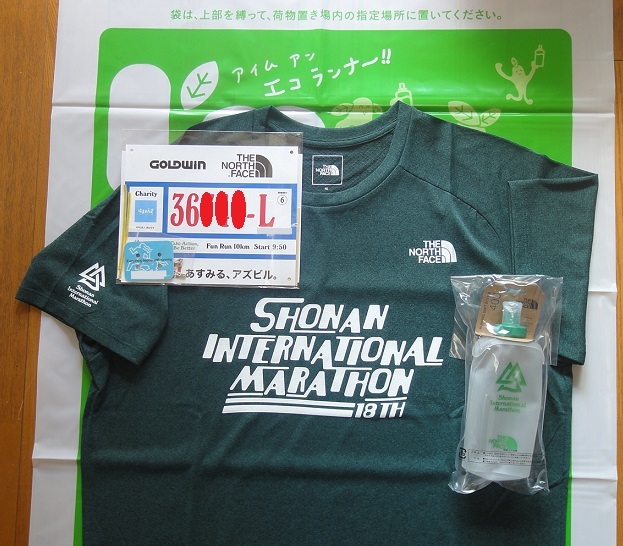 袋は、上部を縛って、荷物置き場内の指定場所に置いてください。
アイム アン
エコランナー!!
GOLDWIN
THE
NORTH
FACE
Charity
36
-L
6
Fun Run 10km Start 9:50
あすみる、アズビル。
THE
NORTH
FACE
Shonan
International
Marathon
SHONAN
INTERNATIONAL
MARATHON
18TH
Shonan
International
Marathon
THE
NORTH
FACE